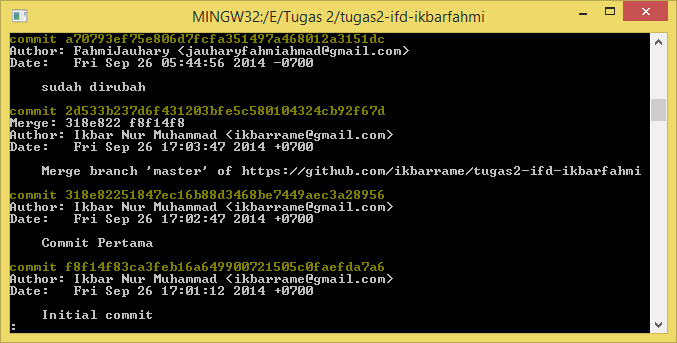 MINGW32:/E/Tugas 2/tugas2-ifd-ikbarfahmi
commit a70793ef75e806d7fcfa351497a468012a3151dc
Author: FahmiJauhary <jauharyfahmiahmad@gmail.com>
Date:   Fri Sep 26 05:44:56 2014 -0700
sudah dirubah
commit 2d533b237d6f431203bfe5c580104324cb92f67d
Merge: 318e822 f8f14f8
Author: Ikbar Nur Muhammad <ikbarrame@gmail.com>
Date:   Fri Sep 26 17:03:47 2014 +0700
Merge branch 'master' of https://github.com/ikbarrame/tugas2-ifd-ikbarfahmi
commit 318e82251847ec16b88d3468be7449aec3a28956
Author: Ikbar Nur Muhammad <ikbarrame@gmail.com>
Date:   Fri Sep 26 17:02:47 2014 +0700
Commit Pertama
commit f8f14f83ca3feb16a649900721505c0faefda7a6
Author: Ikbar Nur Muhammad <ikbarrame@gmail.com>
Date:   Fri Sep 26 17:01:12 2014 +0700
Initial commit
: